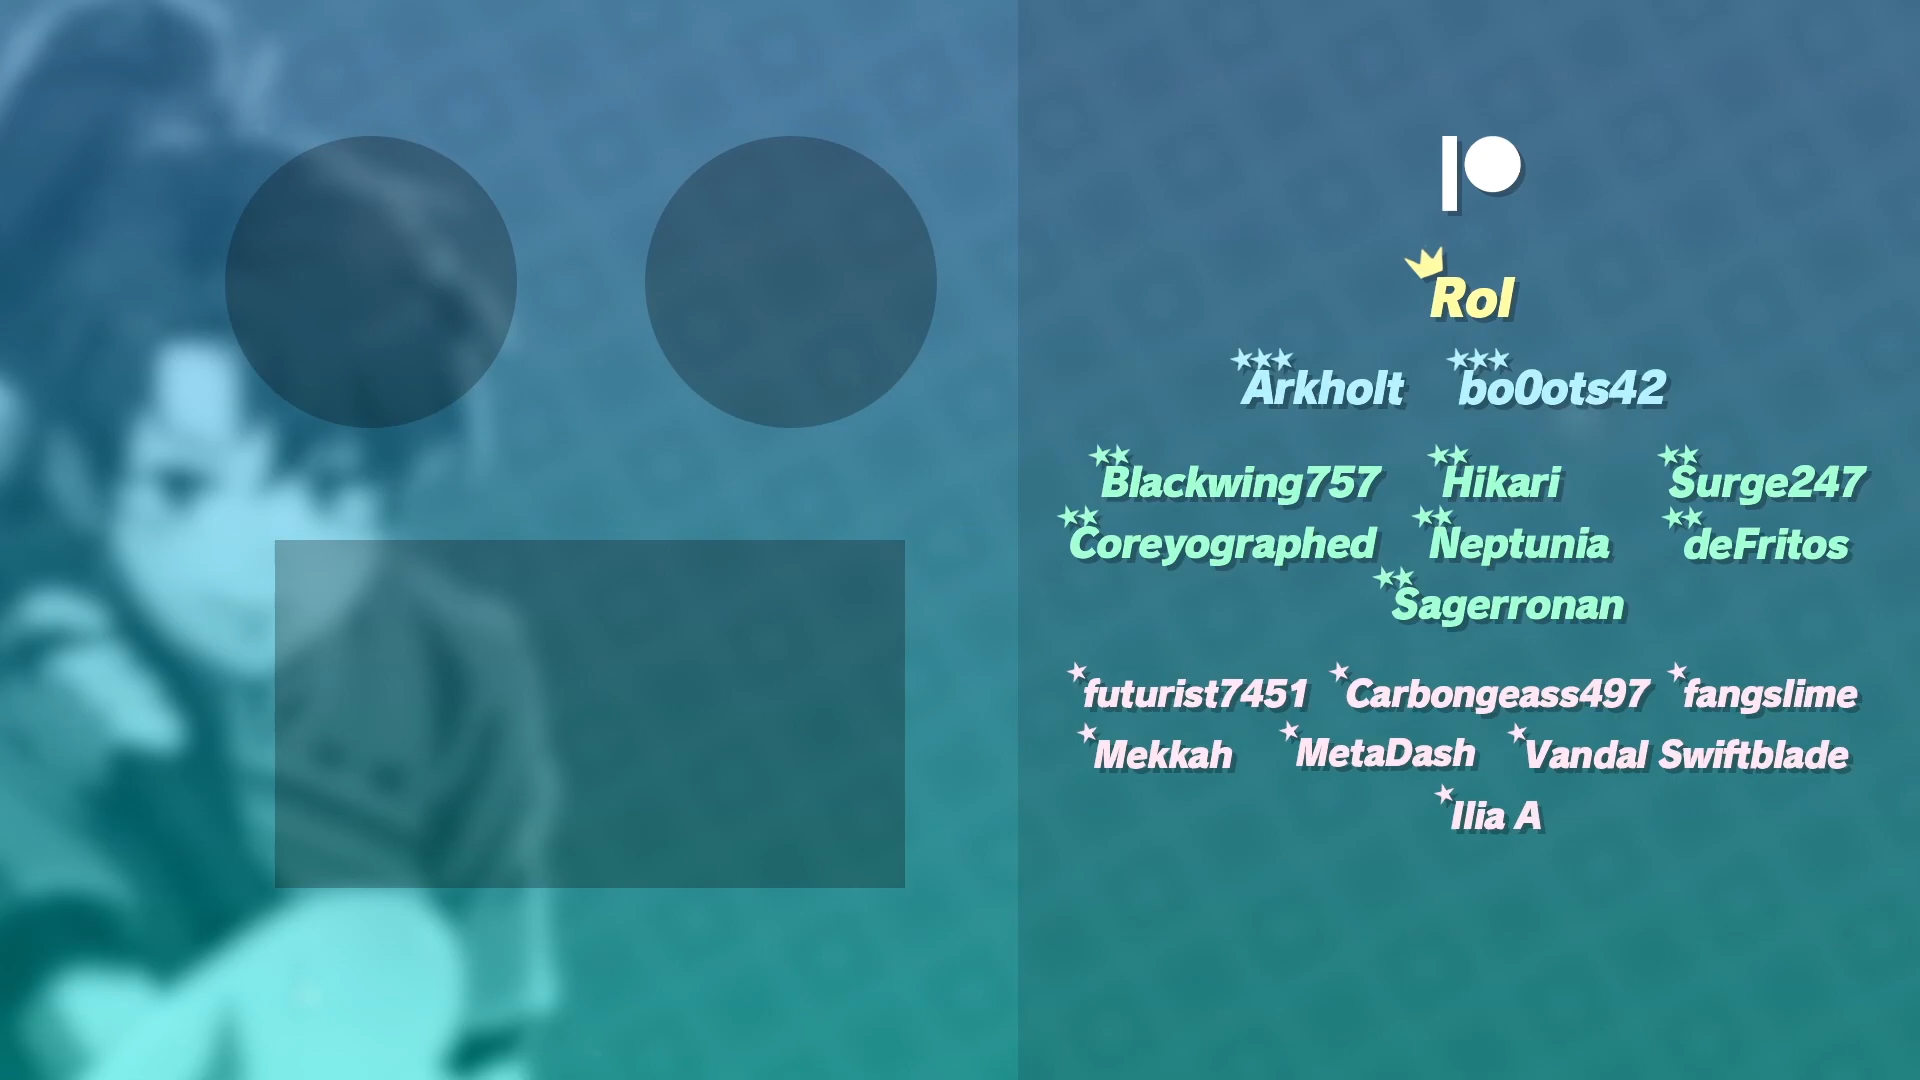 Rol
Arkholt bo0ots42
Blackwing757 Hikari Surge247
Coreyographed Neptunia deFritos
Sagerronan
futurist7451 Carbongeass497 fangslime
Mekkah MetaDash Vandal Swiftblade
Ilia A